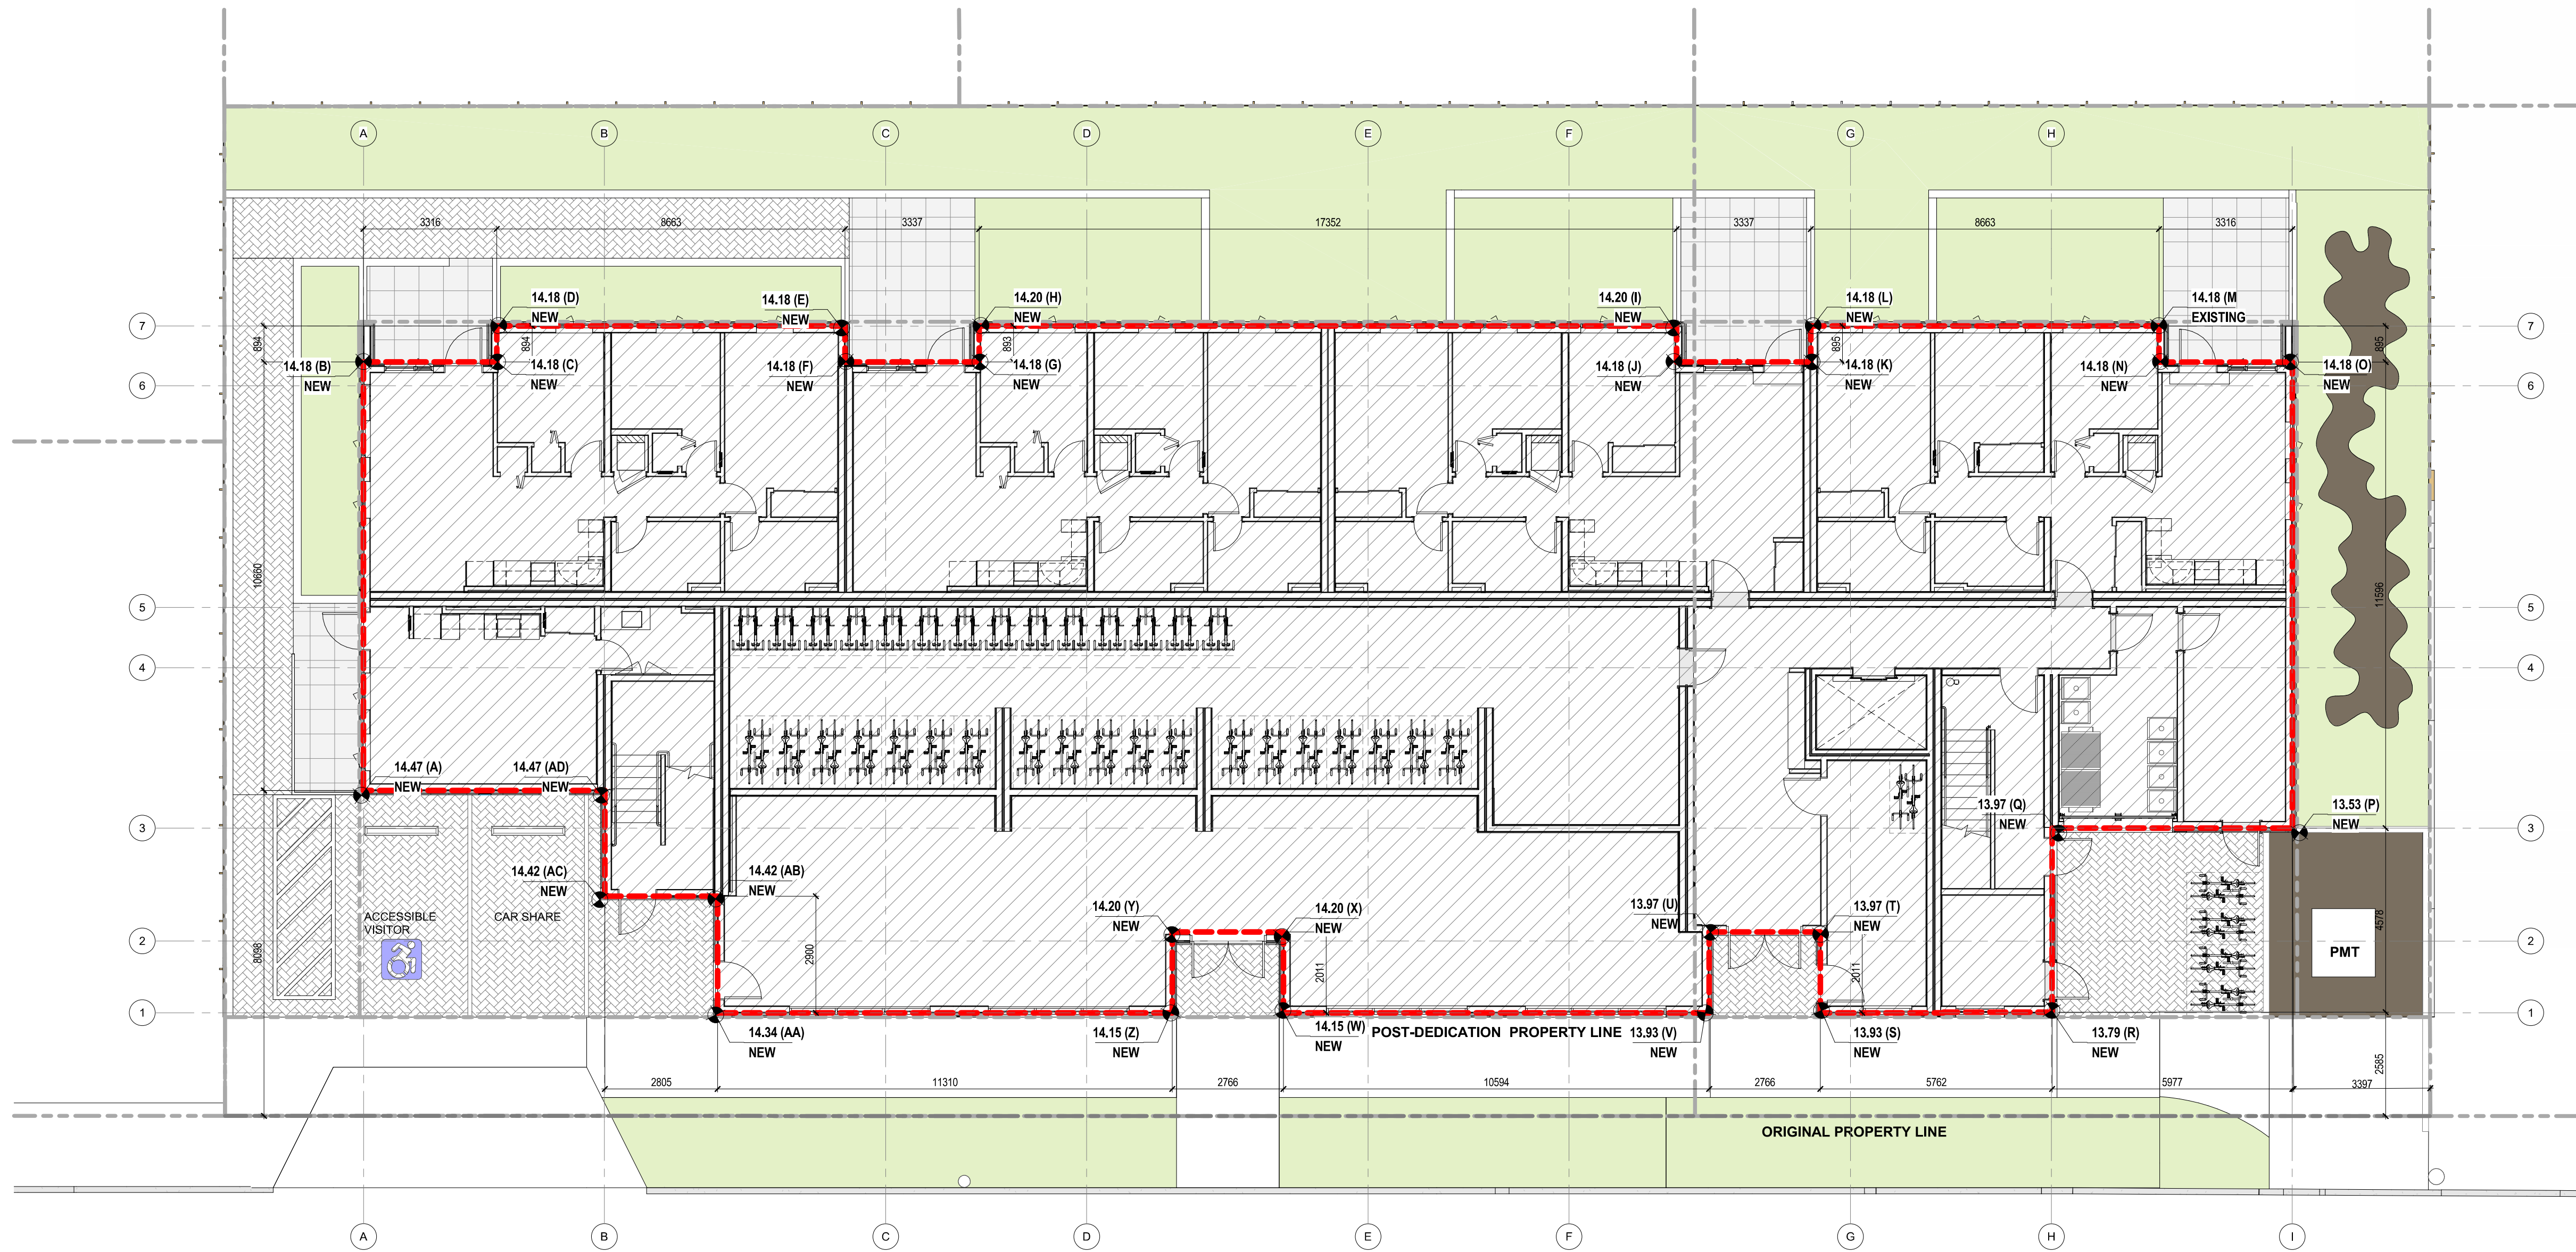 A
B
C
D
E
F
G
H
3316
8663
3337
17352
3337
8663
3316
14.18 (D)
NEW
14.18 (E)
NEW
14.20 (H)
NEW
14.20 (I)
NEW
14.18 (L)
NEW
14.18 (M
EXISTING
7
7
894
894
893
895
895
14.18 (B)
NEW
14.18 (C)
NEW
14.18 (F)
NEW
14.18 (G)
NEW
14.18 (J)
NEW
14.18 (K)
NEW
14.18 (N)
NEW
14.18 (O)
NEW
6
6
10660
11596
5
5
4
4
14.47 (A)
NEW
14.47 (AD)
NEW
13.97 (Q)
NEW
13.53 (P)
NEW
3
3
14.42 (AC)
NEW
14.42 (AB)
NEW
ACCESSIBLE
VISITOR
CAR SHARE
14.20 (Y)
NEW
14.20 (X)
NEW
13.97 (U)
NEW
13.97 (T)
NEW
8098
2900
2011
2011
4578
PMT
2
2
1
1
14.34 (AA)
NEW
14.15 (Z)
NEW
14.15 (W)
NEW
POST-DEDICATION PROPERTY LINE
13.93 (V)
NEW
13.93 (S)
NEW
13.79 (R)
NEW
2585
2805
11310
2766
10594
2766
5762
5977
3397
ORIGINAL PROPERTY LINE
A
B
C
D
E
F
G
H
I